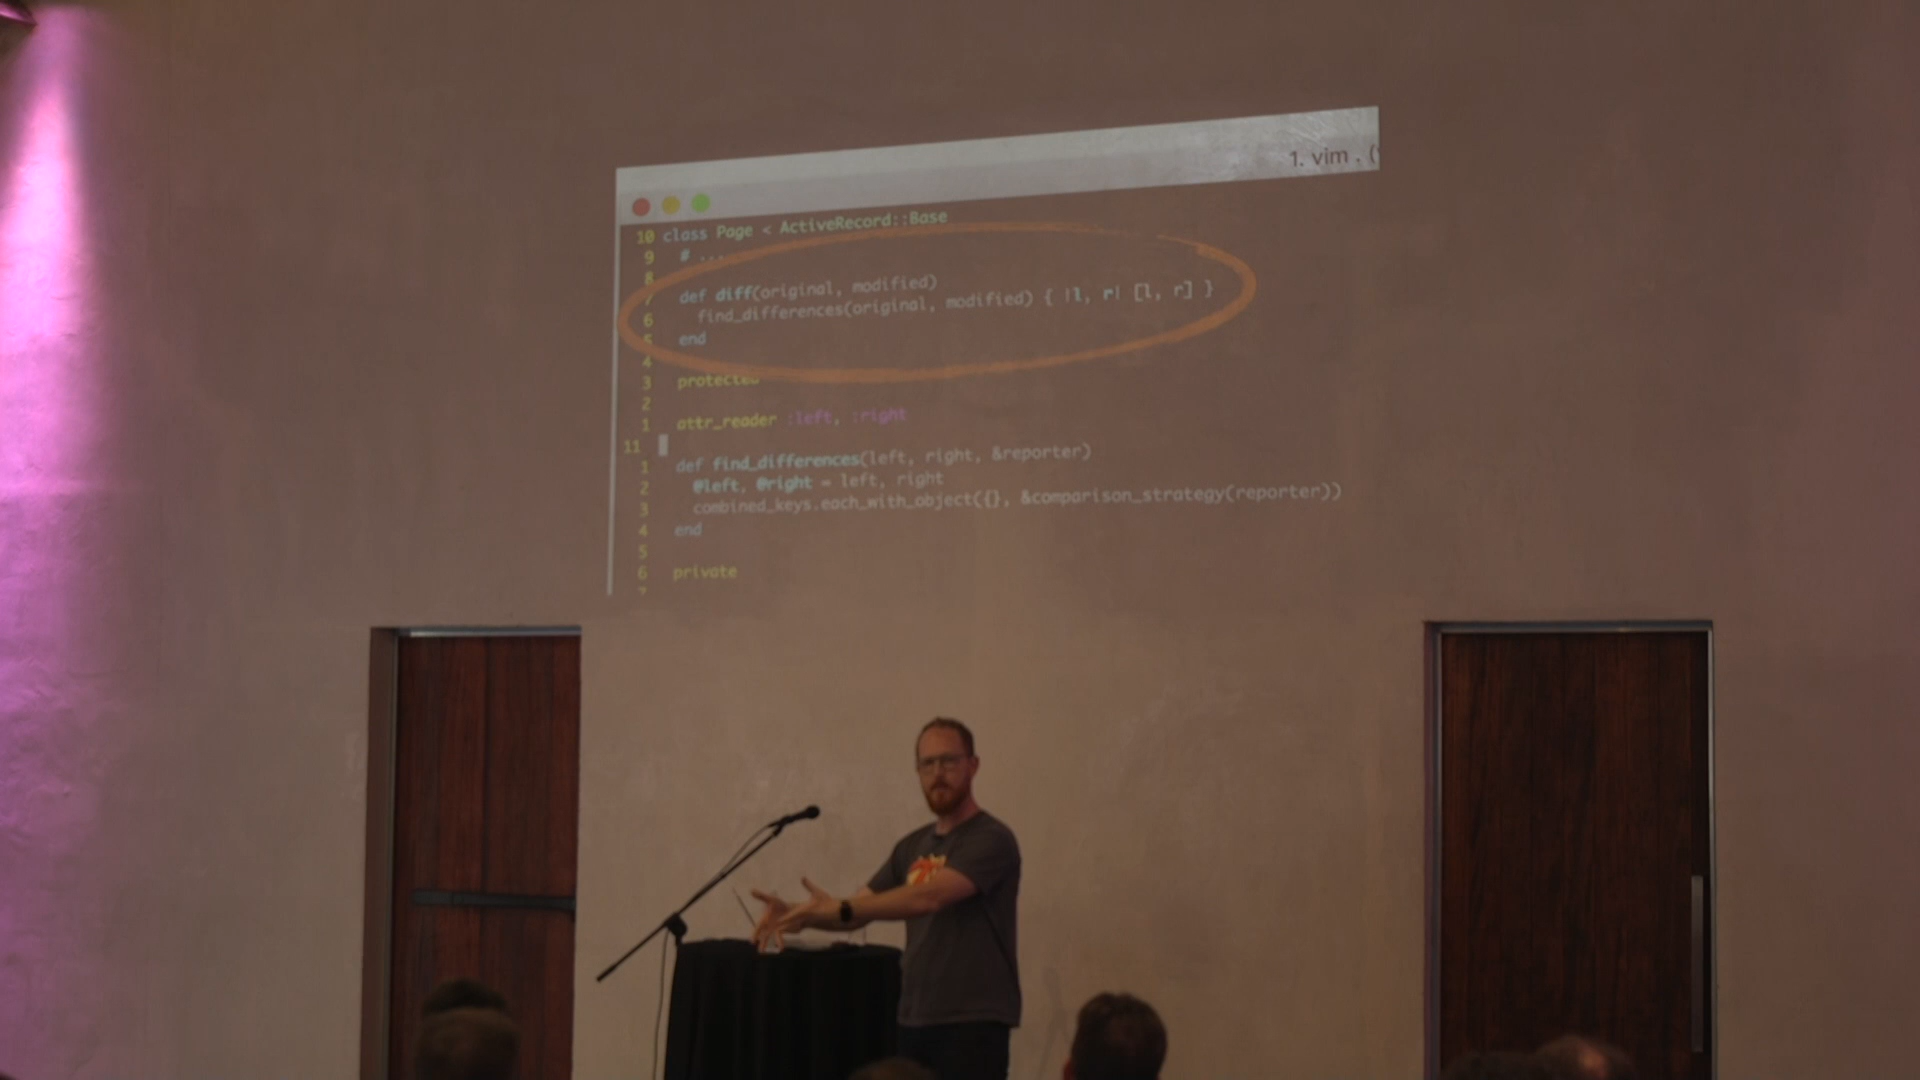 1. vim . (
10 class Page < ActiveRecord::Base
9 # ...
8
7 def diff(original, modified)
6 find_differences(original, modified) { |l, r| [l, r] }
5 end
4
3 protected
2
1 attr_reader :left, :right
11
1 def find_differences(left, right, &reporter)
2 @left, @right = left, right
3 combined_keys.each_with_object({}, &comparison_strategy(reporter))
4 end
5
6 private
7